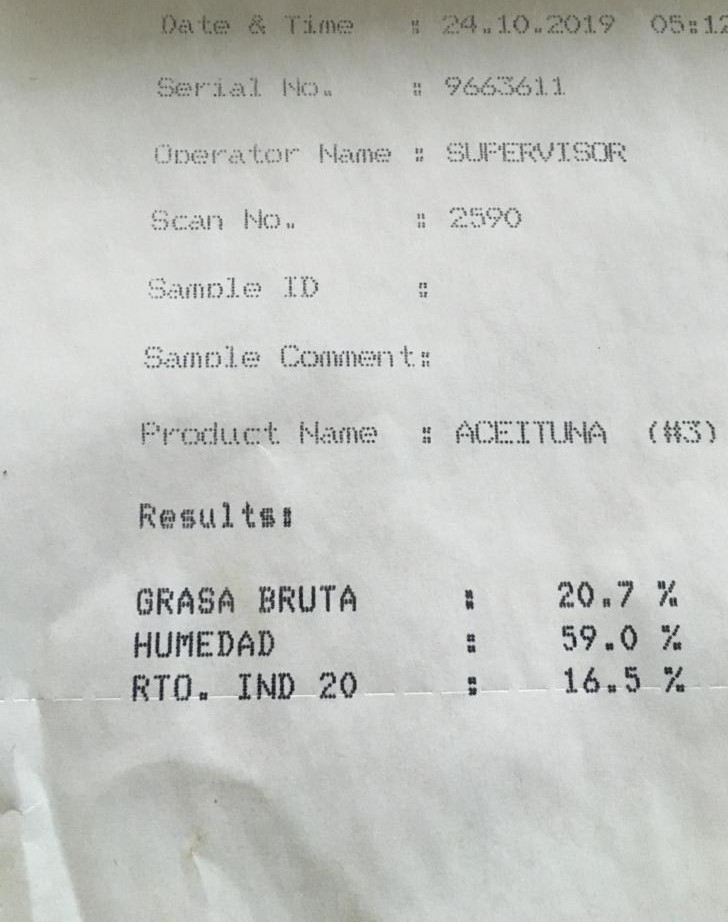 Date & Time : 24.10.2019 05:12
Serial No. : 9663611
Operator Name : SUPERVISOR
Scan No. : 2590
Sample ID :
Sample Comment:
Product Name : ACEITUNA (#3)
Results:
GRASA BRUTA : 20.7 %
HUMEDAD : 59.0 %
RTO. IND 20 : 16.5 %